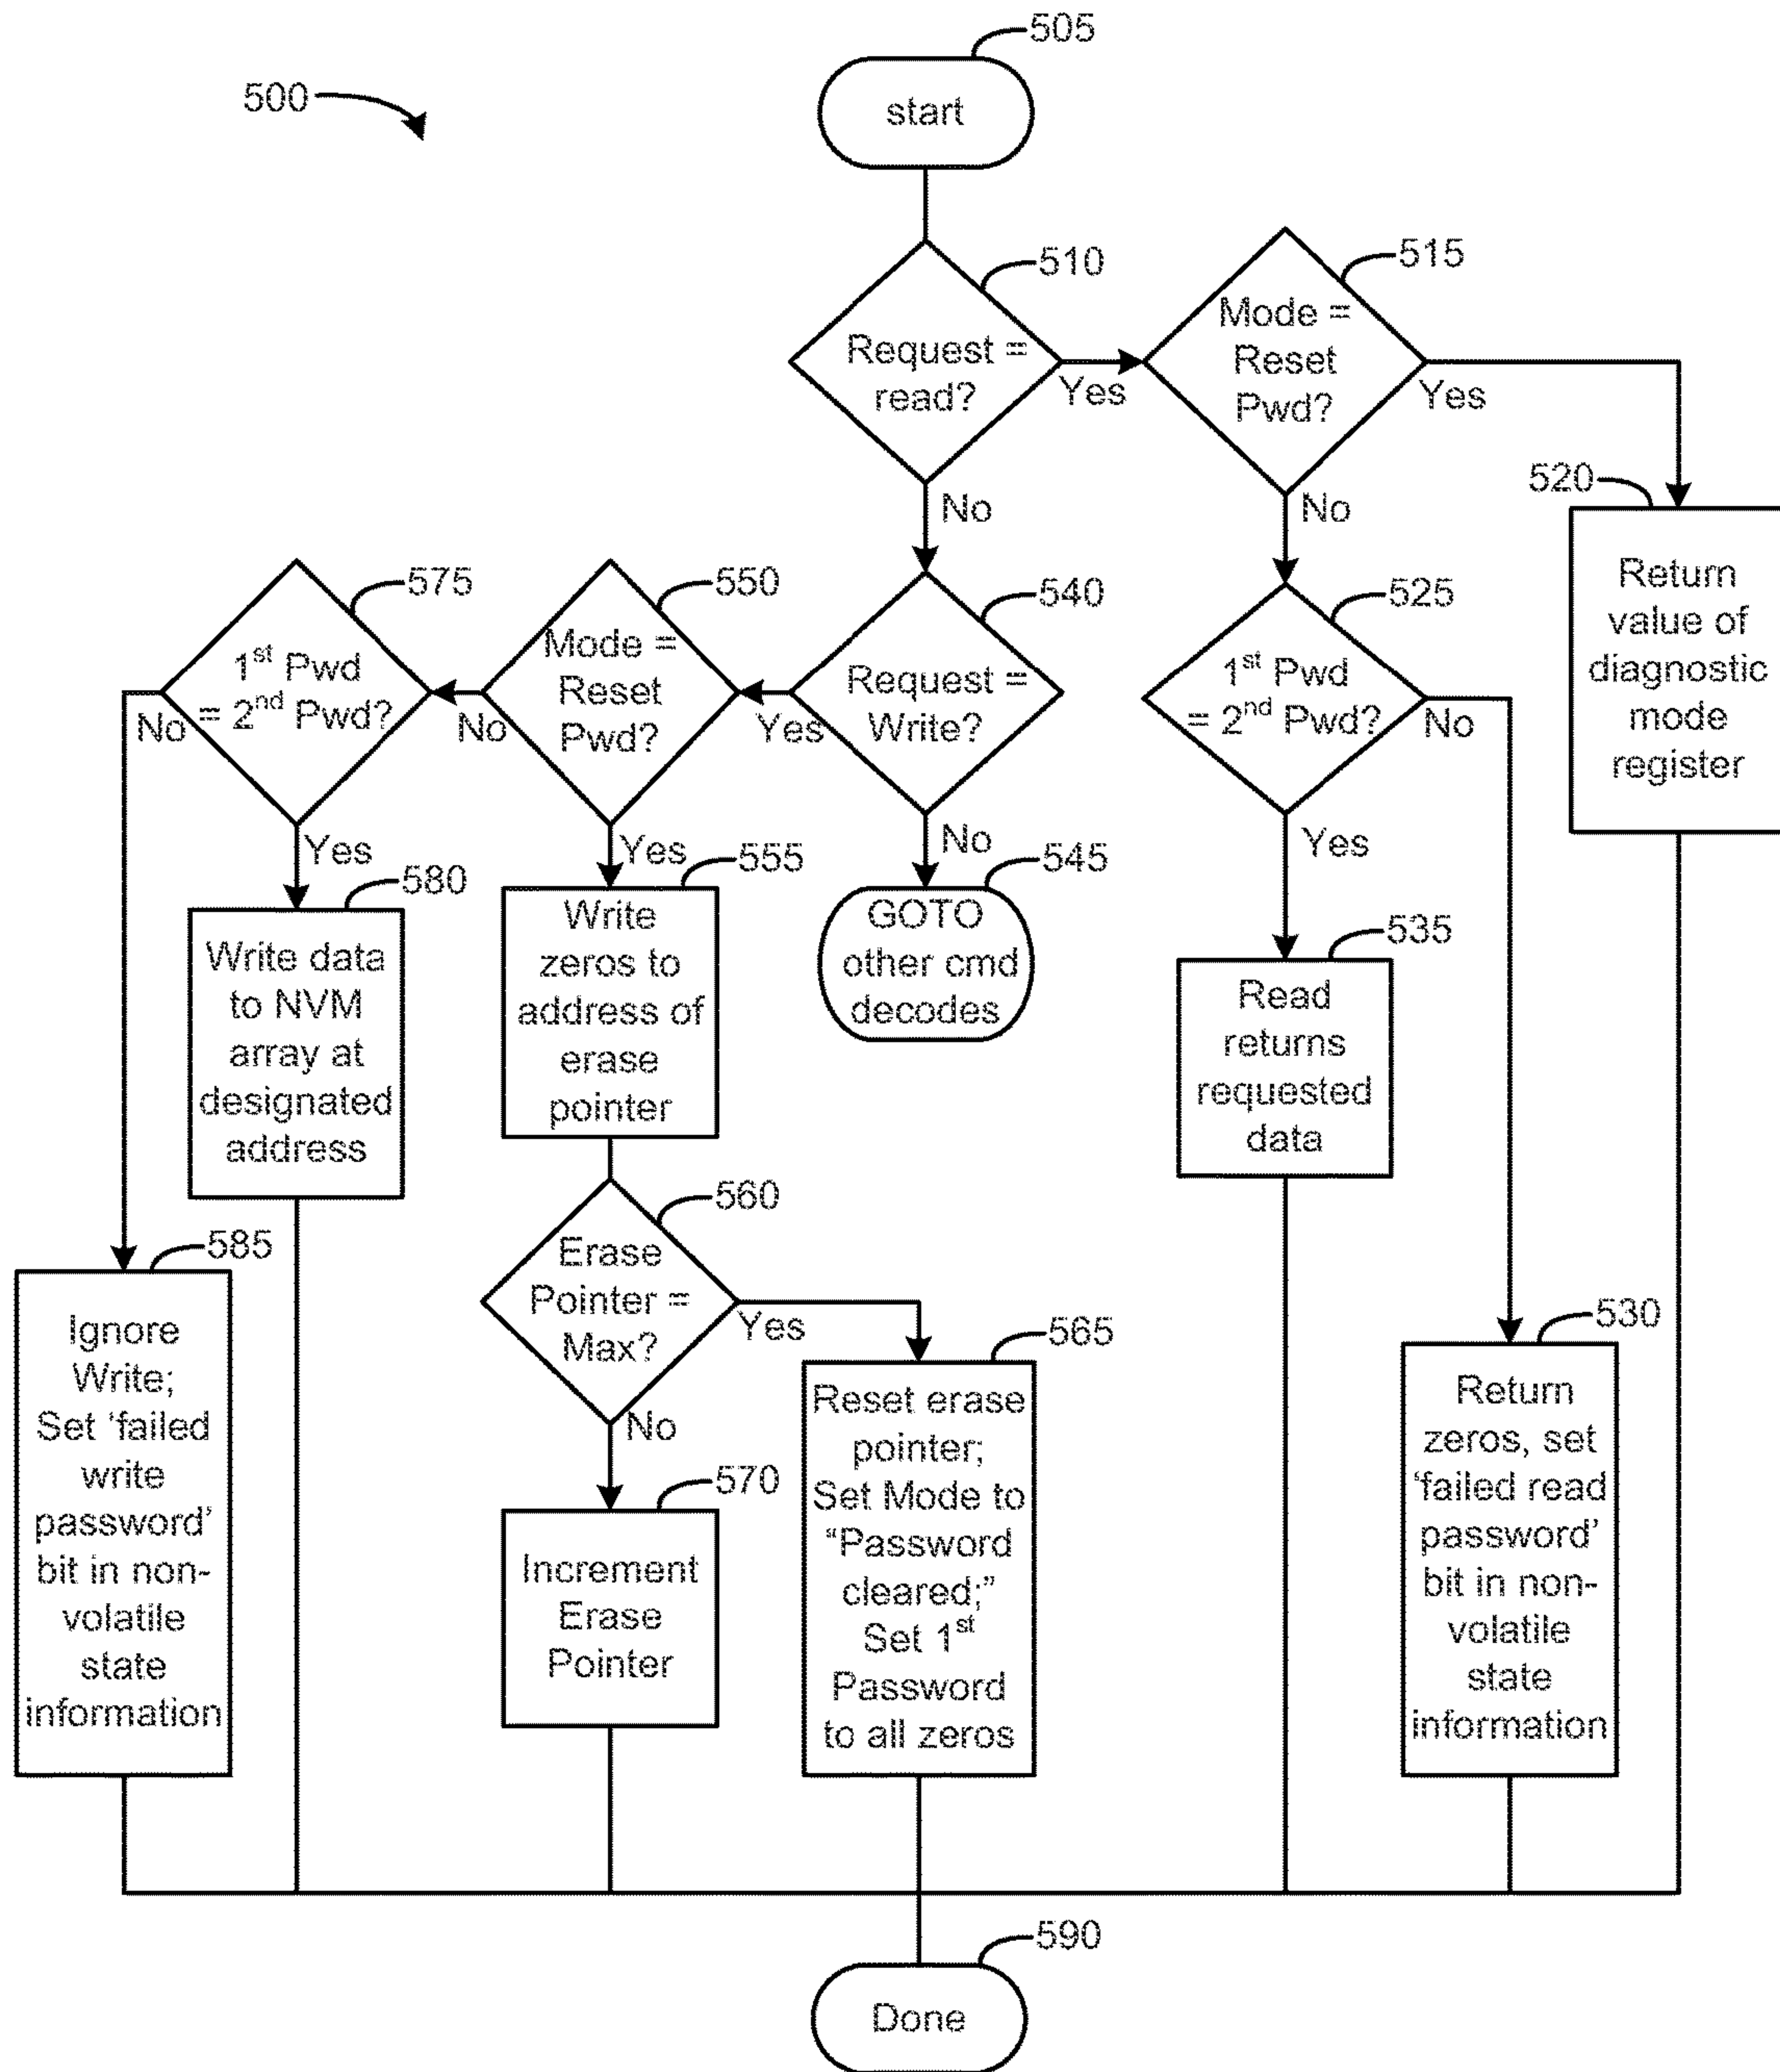 505
500
start
510
Request =
read?
Yes
No
515
Mode =
Reset
Pwd?
Yes
No
520
Return
value of
diagnostic
mode
register
575
1st Pwd
= 2nd Pwd?
No
Yes
550
Mode =
Reset
Pwd?
No
Yes
540
Request =
Write?
Yes
No
525
1st Pwd
= 2nd Pwd?
No
Yes
580
Write data
to NVM
array at
designated
address
555
Write
zeros to
address of
erase
pointer
545
GOTO
other cmd
decodes
535
Read
returns
requested
data
585
Ignore
Write;
Set ‘failed
write
password’
bit in non-
volatile
state
information
560
Erase
Pointer =
Max?
Yes
No
570
Increment
Erase
Pointer
565
Reset erase
pointer;
Set Mode to
“Password
cleared;”
Set 1st
Password
to all zeros
530
Return
zeros, set
‘failed read
password’
bit in non-
volatile
state
information
590
Done